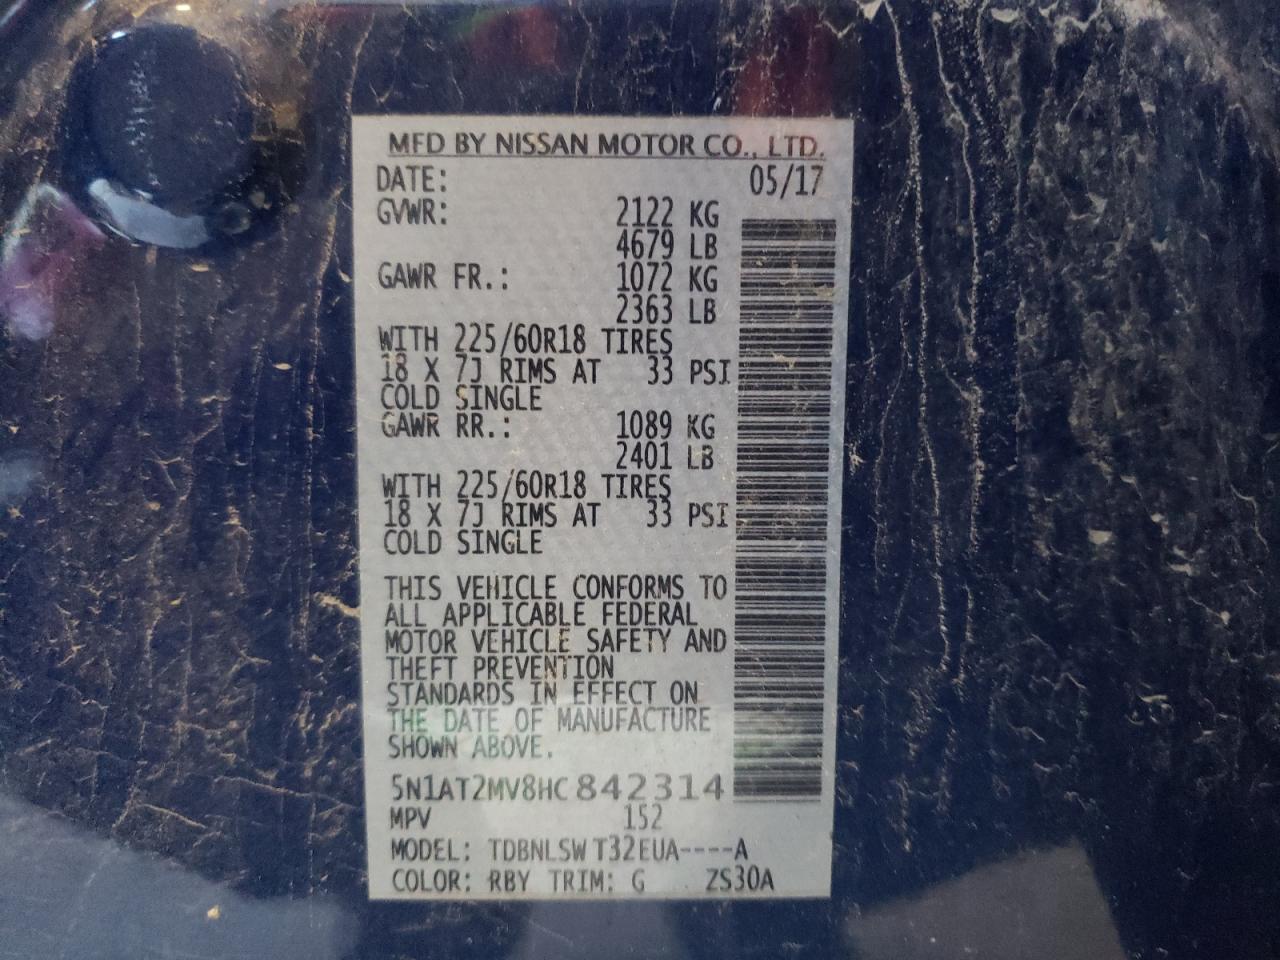 MFD BY NISSAN MOTOR CO., LTD.
DATE: 05/17
GVWR: 2122 KG
4679 LB
GAWR FR.: 1072 KG
2363 LB
WITH 225/60R18 TIRES
18 X 7J RIMS AT 33 PSI
COLD SINGLE
GAWR RR.: 1089 KG
2401 LB
WITH 225/60R18 TIRES
18 X 7J RIMS AT 33 PSI
COLD SINGLE
THIS VEHICLE CONFORMS TO
ALL APPLICABLE FEDERAL
MOTOR VEHICLE SAFETY AND
THEFT PREVENTION
STANDARDS IN EFFECT ON
THE DATE OF MANUFACTURE
SHOWN ABOVE.
5N1AT2MV8HC842314
MPV 152
MODEL: TDBNLSW T32EUA----A
COLOR: RBY TRIM: G ZS30A